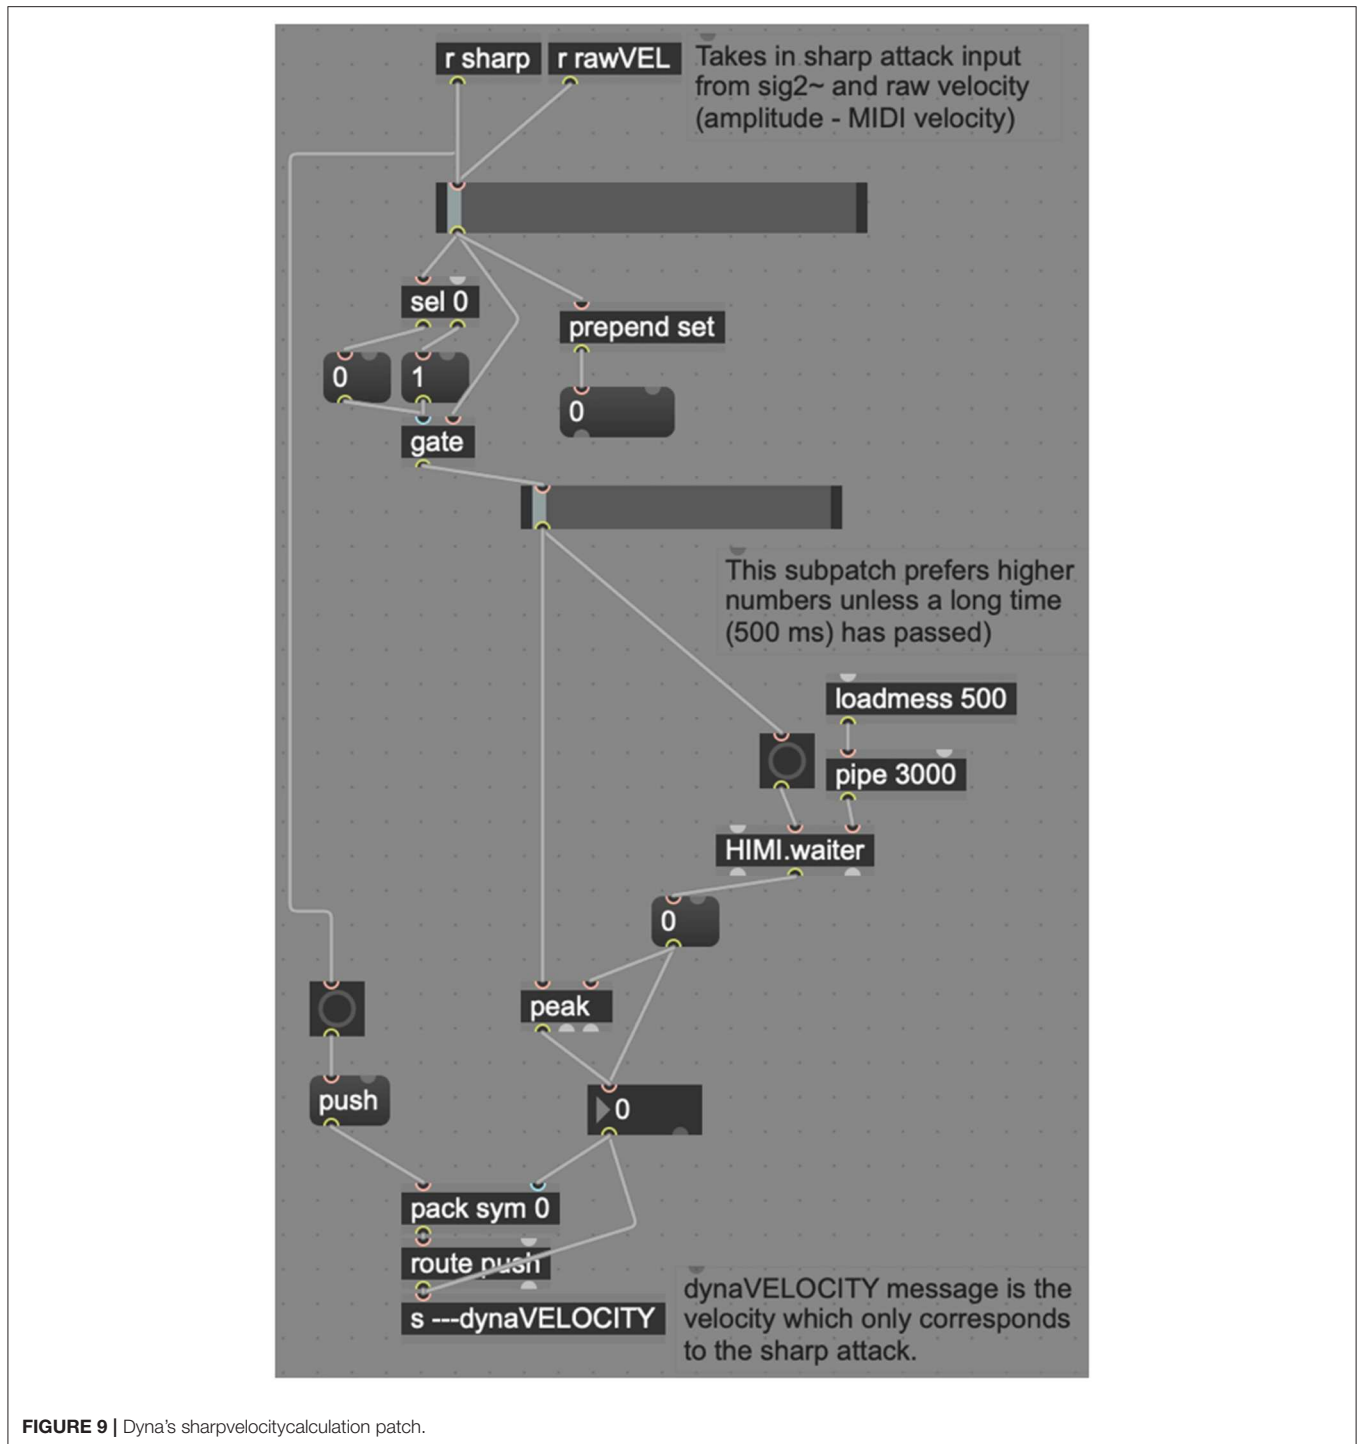 r sharp
r rawVEL
Takes in sharp attack input
from sig2~ and raw velocity
(amplitude - MIDI velocity)
sel 0
prepend set
0
1
0
gate
This subpatch prefers higher
numbers unless a long time
(500 ms) has passed)
loadmess 500
pipe 3000
HIMI.waiter
0
peak
push
0
pack sym 0
route push
s ---dynaVELOCITY
dynaVELOCITY message is the
velocity which only corresponds
to the sharp attack.
FIGURE 9 | Dyna's sharpvelocitycalculation patch.